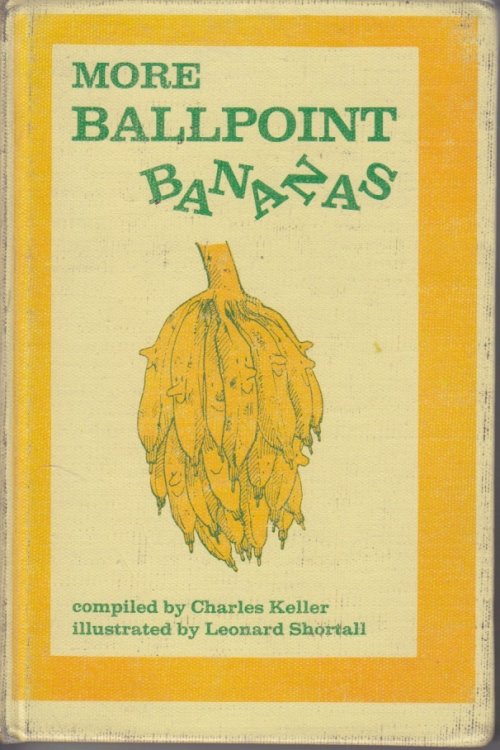 MORE
BALLPOINT
BANANAS
compiled by Charles Keller
illustrated by Leonard Shortall